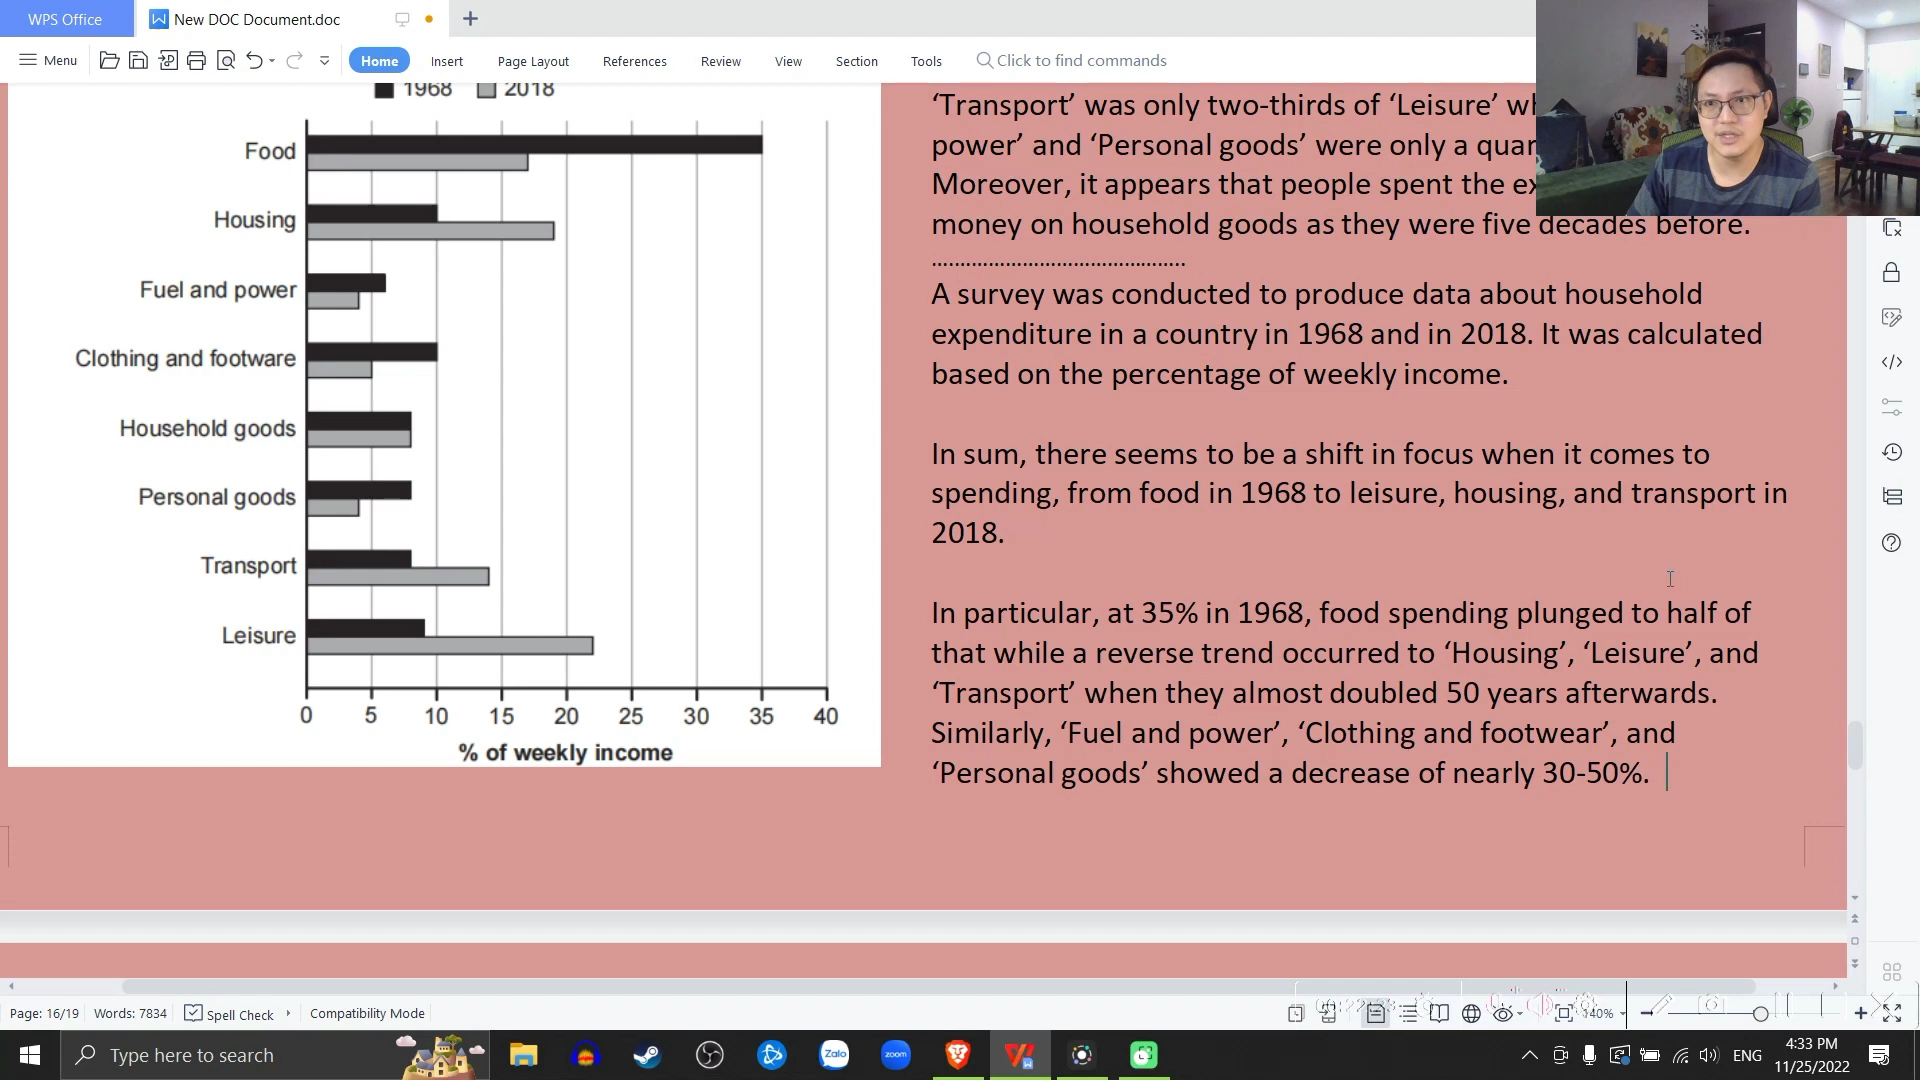 WPS Office
New DOC Document.doc
Menu
Home
Insert
Page Layout
References
Review
View
Section
Tools
Click to find commands
1968 2018
Food
Housing
Fuel and power
Clothing and footware
Household goods
Personal goods
Transport
Leisure
0 5 10 15 20 25 30 35 40
% of weekly income
‘Transport’ was only two-thirds of ‘Leisure’
power’ and ‘Personal goods’ were only a
Moreover, it appears that people spent the
money on household goods as they were five decades before.
............................................
A survey was conducted to produce data about household
expenditure in a country in 1968 and in 2018. It was calculated
based on the percentage of weekly income.
In sum, there seems to be a shift in focus when it comes to
spending, from food in 1968 to leisure, housing, and transport in
2018.
In particular, at 35% in 1968, food spending plunged to half of
that while a reverse trend occurred to ‘Housing’, ‘Leisure’, and
‘Transport’ when they almost doubled 50 years afterwards.
Similarly, ‘Fuel and power’, ‘Clothing and footwear’, and
‘Personal goods’ showed a decrease of nearly 30-50%.
Page: 16/19 Words: 7834 Spell Check Compatibility Mode
140%
Type here to search
Zalo
zoom
ENG
4:33 PM
11/25/2022